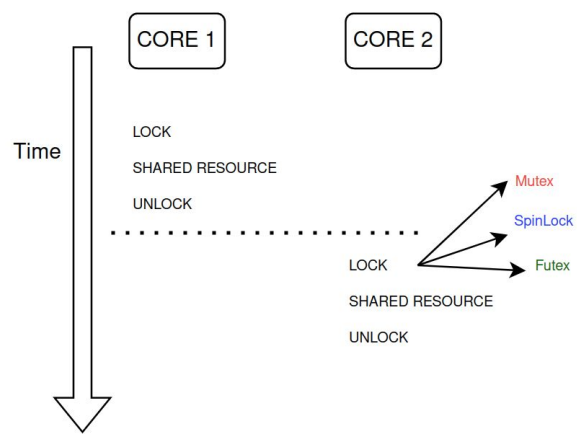 CORE 1
CORE 2
Time
LOCK
SHARED RESOURCE
UNLOCK
LOCK
SHARED RESOURCE
UNLOCK
Mutex
SpinLock
Futex